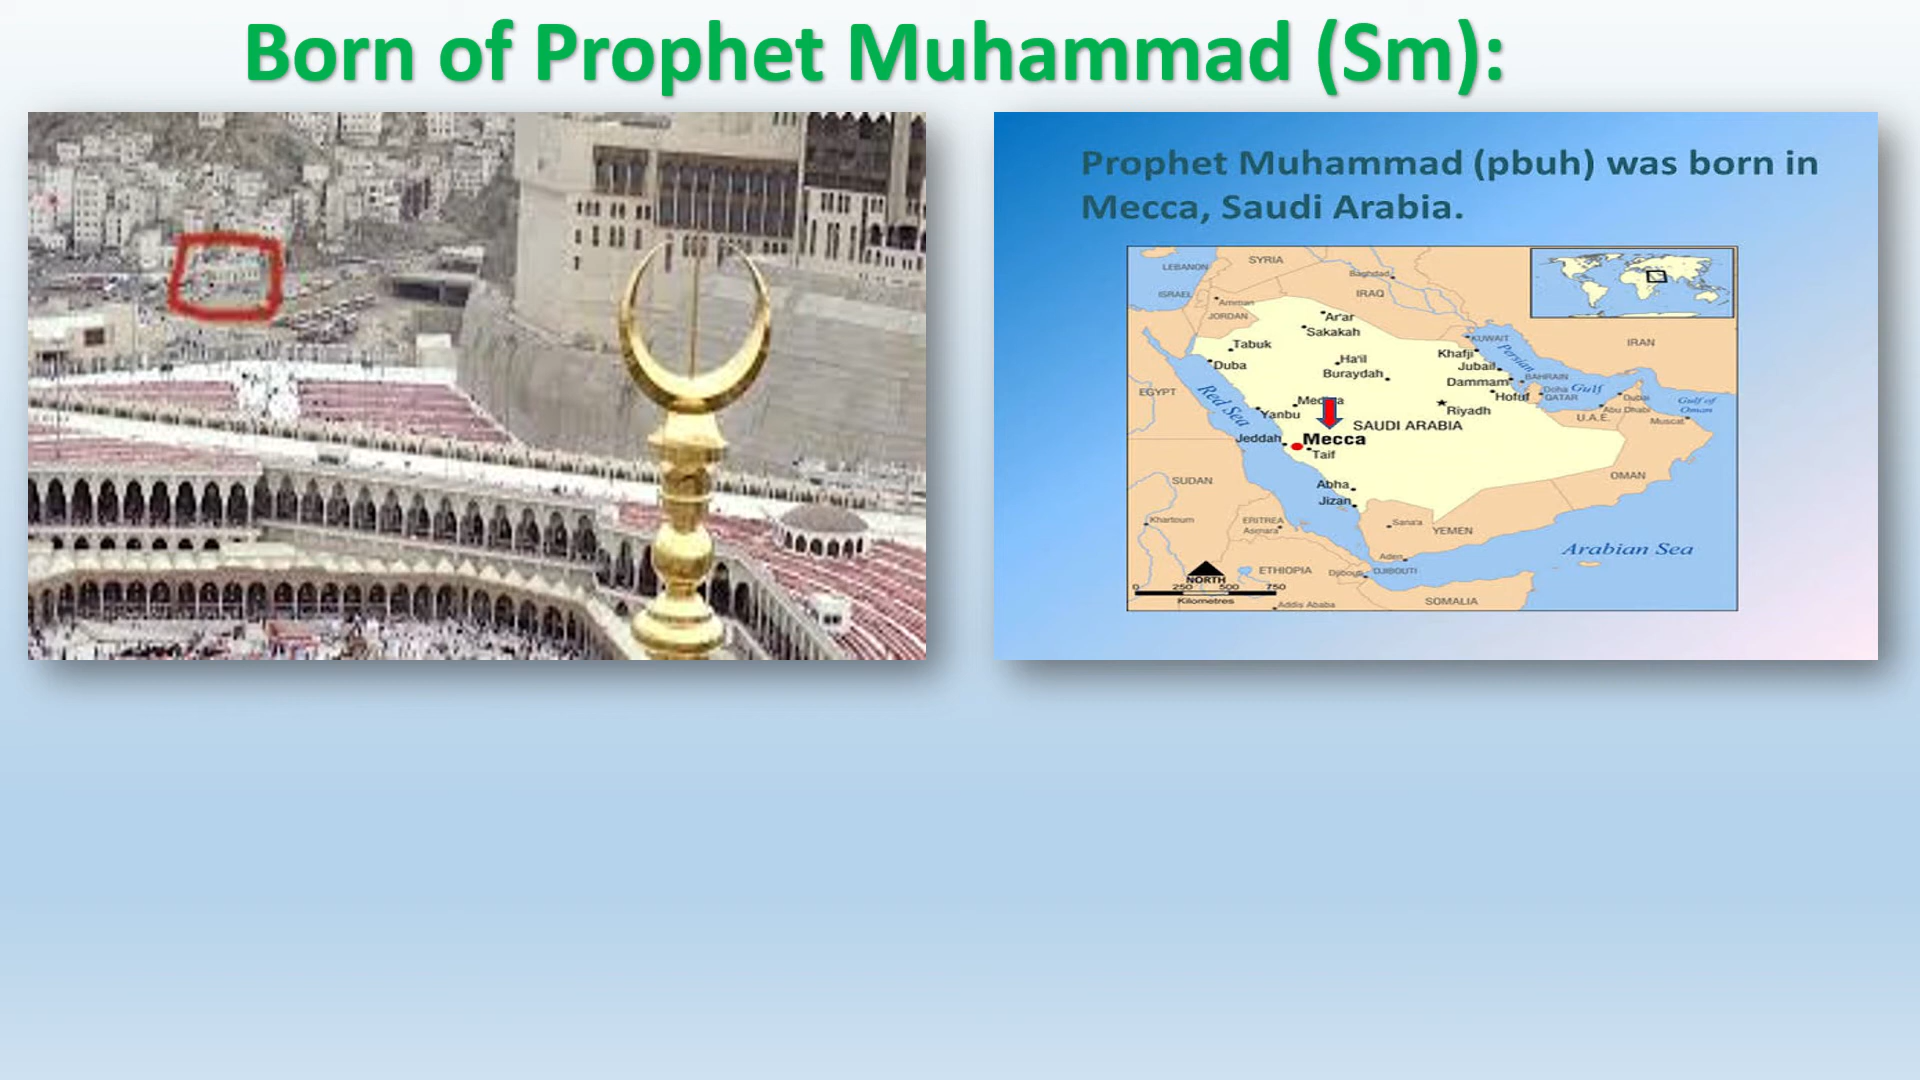 Born of Prophet Muhammad (Sm):
Prophet Muhammad (pbuh) was born in
Mecca, Saudi Arabia.
SYRIA
LEBANON
Baghdad
ISRAEL
IRAQ
Amman
JORDAN
Ar'ar
Sakakah
KUWAIT
IRAN
Tabuk
Persian
Duba
Ha'il
Khafji
Buraydah
Jubail
BAHRAIN
Dammam
EGYPT
Red Sea
Doha
Gulf
Hofuf
QATAR
Dubai
Gulf of
Oman
Yanbu
Riyadh
Abu Dhabi
U.A.E.
Muscat
SAUDI ARABIA
Jeddah
Mecca
Taif
SUDAN
OMAN
Abha
Jizan
Khartoum
ERITREA
Asmara
Sana'a
YEMEN
Arabian Sea
Aden
NORTH
ETHIOPIA
Djibouti
DJIBOUTI
0 250 500 750
Kilometres
Addis Ababa
SOMALIA